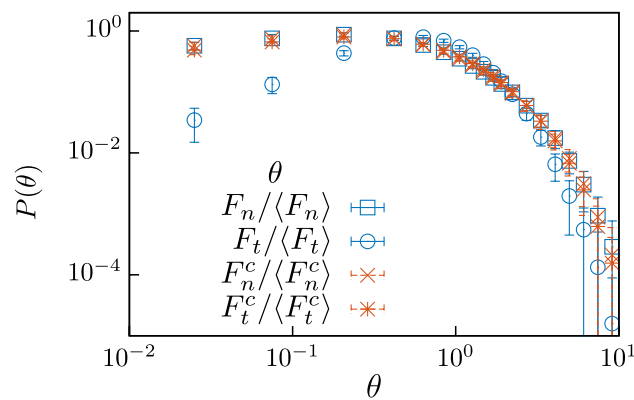 10^0
10^−2
10^−4
P(θ)
θ
F_n/⟨F_n⟩
F_t/⟨F_t⟩
F_n^c/⟨F_n^c⟩
F_t^c/⟨F_t^c⟩
10^−2 10^−1 10^0 10^1
θ